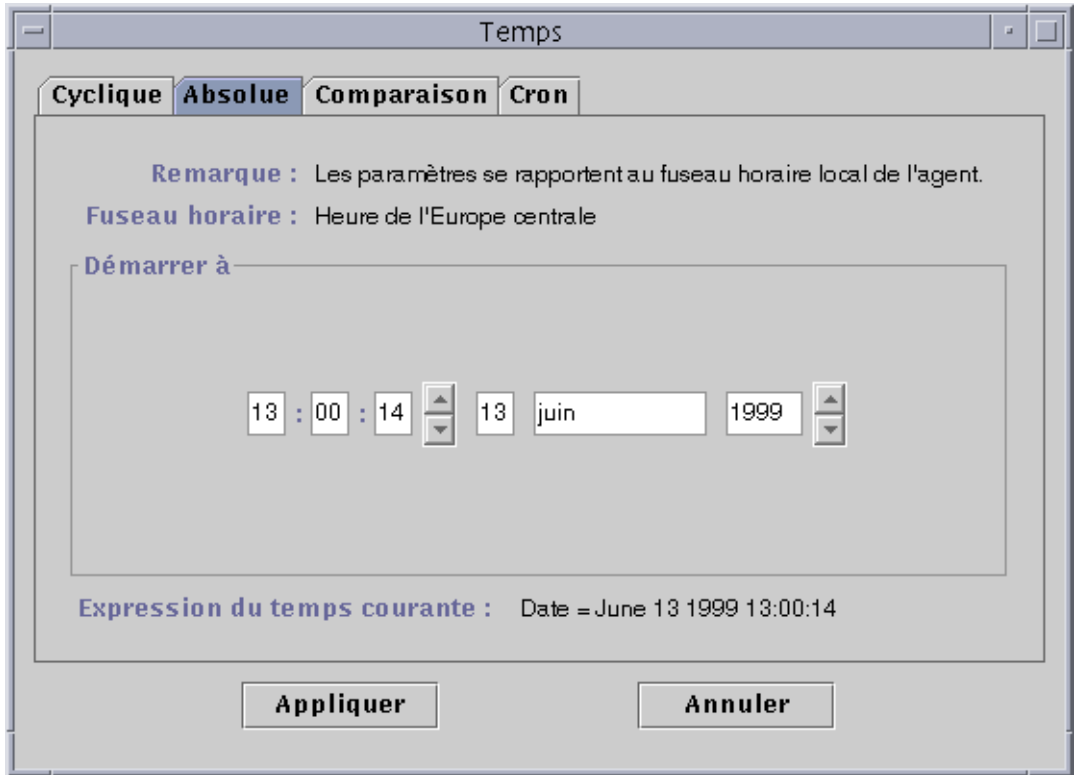 Temps
Cyclique Absolue Comparaison Cron
Remarque : Les paramètres se rapportent au fuseau horaire local de l'agent.
Fuseau horaire : Heure de l'Europe centrale
Démarrer à
13 : 00 : 14 13 juin 1999
Expression du temps courante : Date = June 13 1999 13:00:14
Appliquer Annuler